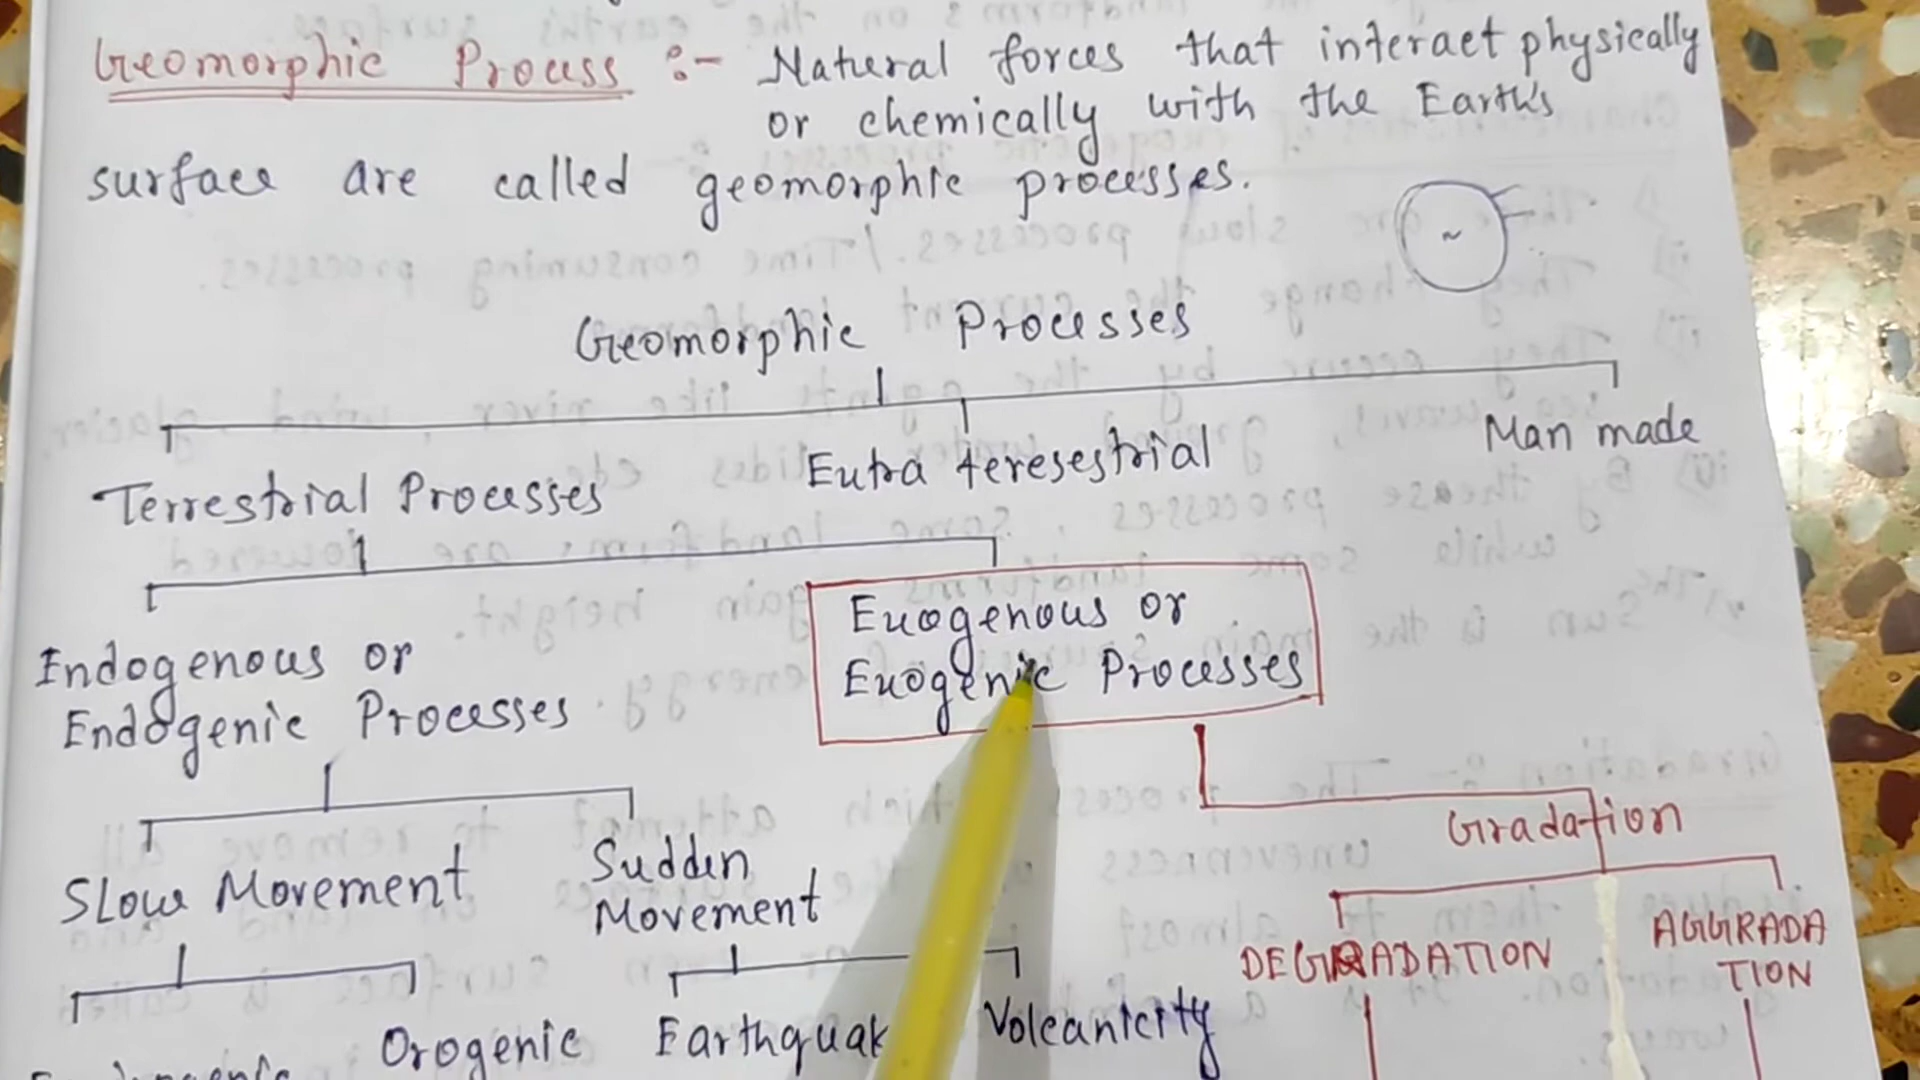 Geomorphic Process :- Natural forces that interact physically
or chemically with the Earth's
surface are called geomorphic processes.
Geomorphic Processes
Terrestrial Processes
Extra teresestrial
Man made
Endogenous or
Endogenic Processes
Exogenous or
Exogenic Processes
Slow Movement
Sudden
Movement
Gradation
DEGRADATION
AGGRADA
TION
Orogenic
Earthquak
Volcanicity